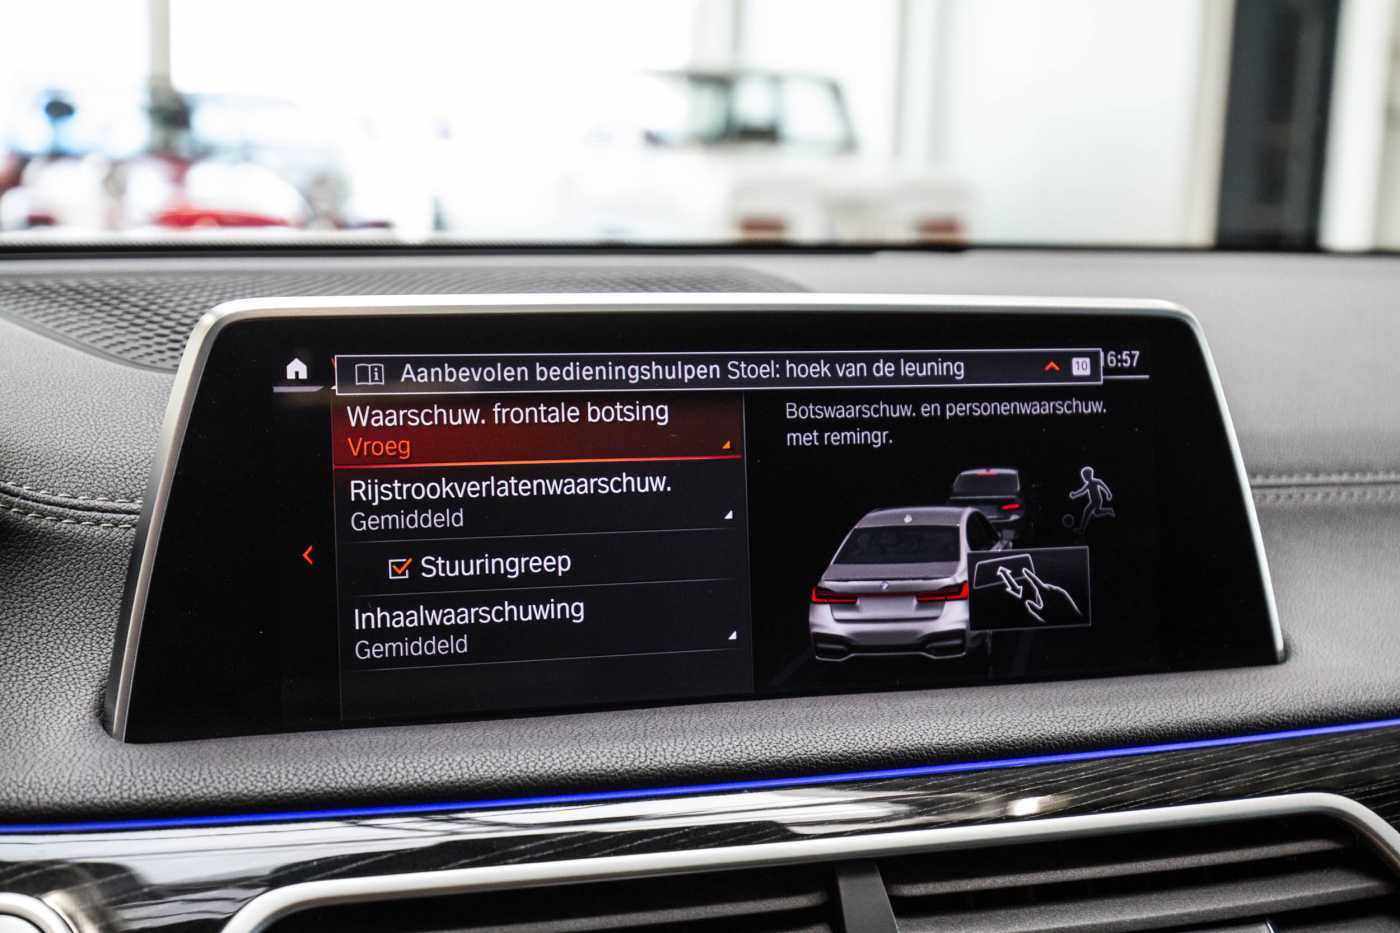 Aanbevolen bedieningshulpen Stoel: hoek van de leuning
10
16:57
Waarschuw. frontale botsing
Vroeg
Rijstrookverlatenwaarschuw.
Gemiddeld
Stuuringreep
Inhaalwaarschuwing
Gemiddeld
Botswaarschuw. en personenwaarschuw.
met remingr.